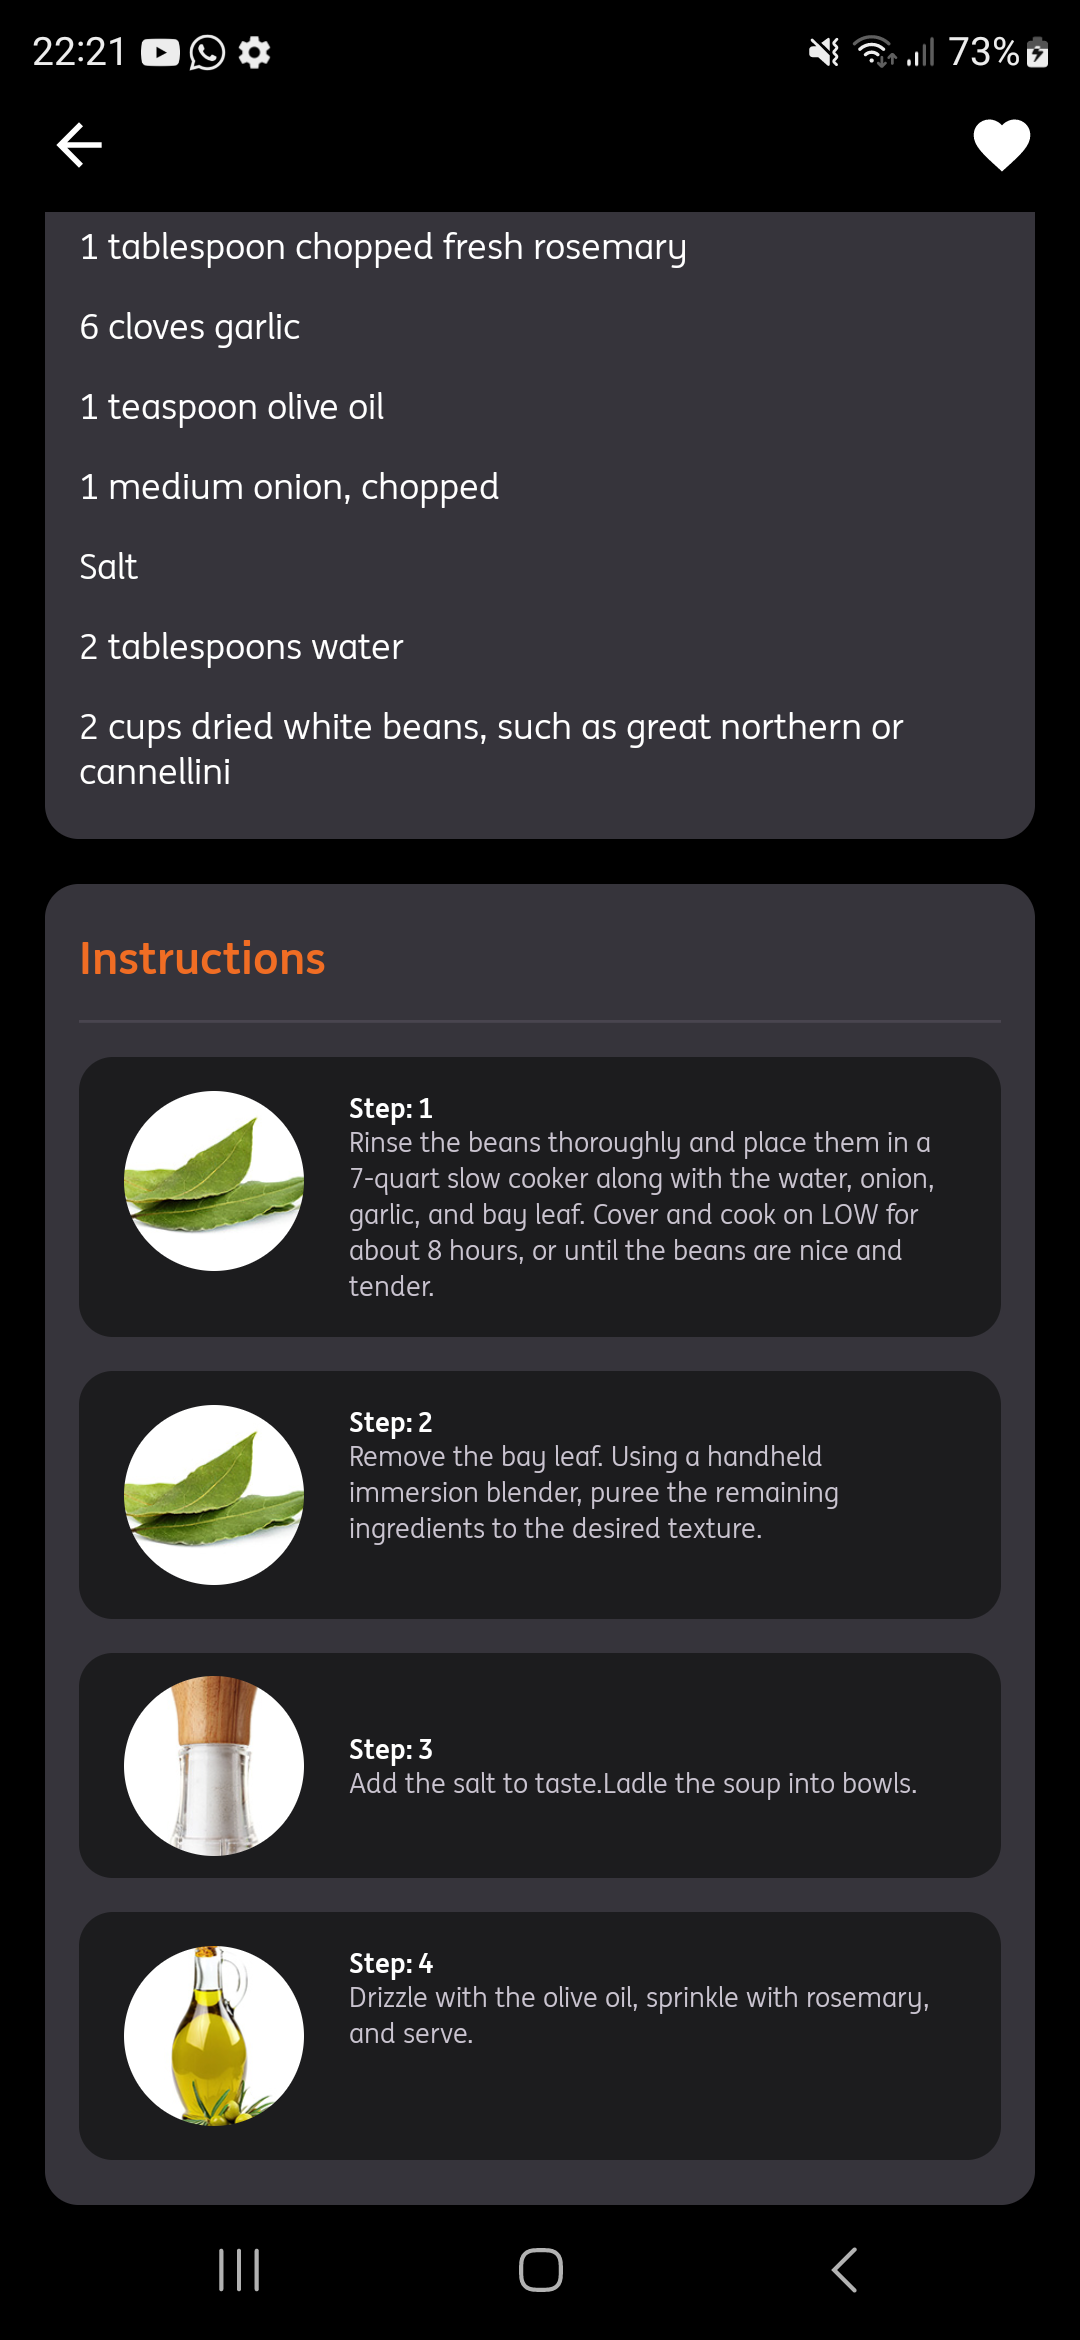 22:21
73%
1 tablespoon chopped fresh rosemary
6 cloves garlic
1 teaspoon olive oil
1 medium onion, chopped
Salt
2 tablespoons water
2 cups dried white beans, such as great northern or
cannellini
Instructions
Step: 1
Rinse the beans thoroughly and place them in a
7-quart slow cooker along with the water, onion,
garlic, and bay leaf. Cover and cook on LOW for
about 8 hours, or until the beans are nice and
tender.
Step: 2
Remove the bay leaf. Using a handheld
immersion blender, puree the remaining
ingredients to the desired texture.
Step: 3
Add the salt to taste.Ladle the soup into bowls.
Step: 4
Drizzle with the olive oil, sprinkle with rosemary,
and serve.